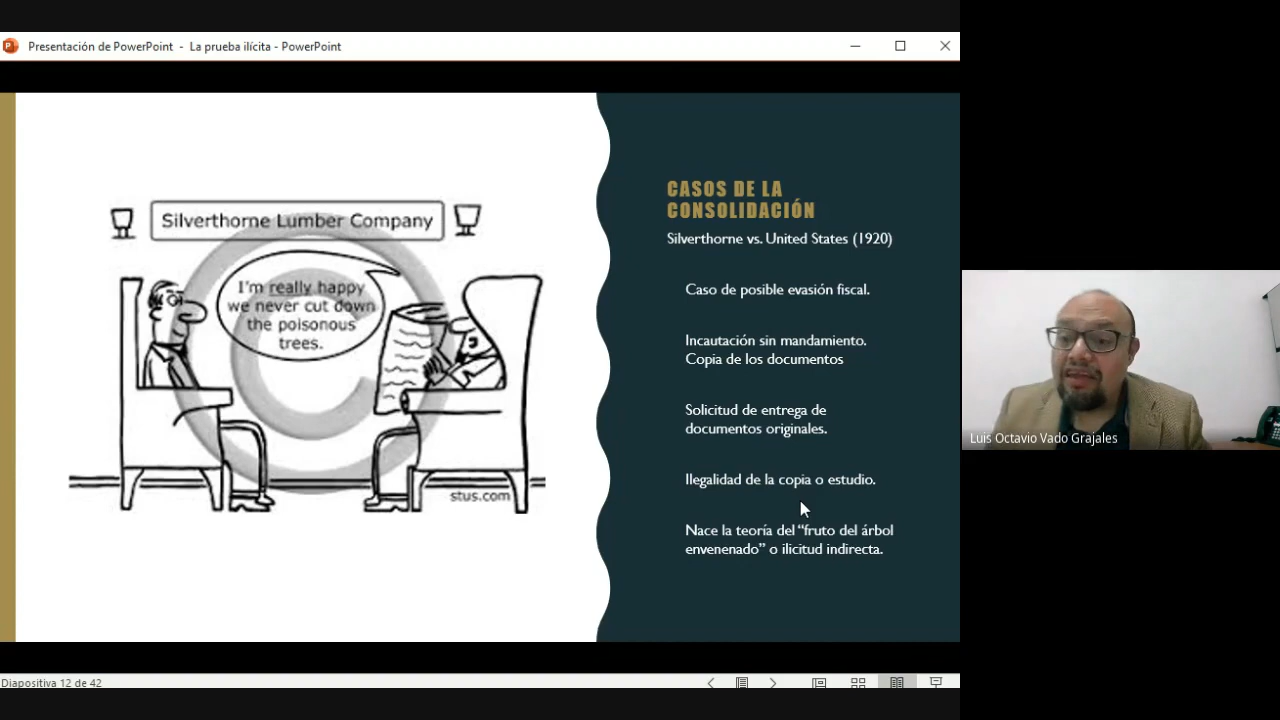 Presentación de PowerPoint - La prueba ilícita - PowerPoint
Silverthorne Lumber Company
I'm really happy
we never cut down
the poisonous
trees.
stus.com
CASOS DE LA
CONSOLIDACIÓN
Silverthorne vs. United States (1920)
Caso de posible evasión fiscal.
Incautación sin mandamiento.
Copia de los documentos
Solicitud de entrega de
documentos originales.
Ilegalidad de la copia o estudio.
Nace la teoría del “fruto del árbol
envenenado” o ilicitud indirecta.
Luis Octavio Vado Grajales
Diapositiva 12 de 42